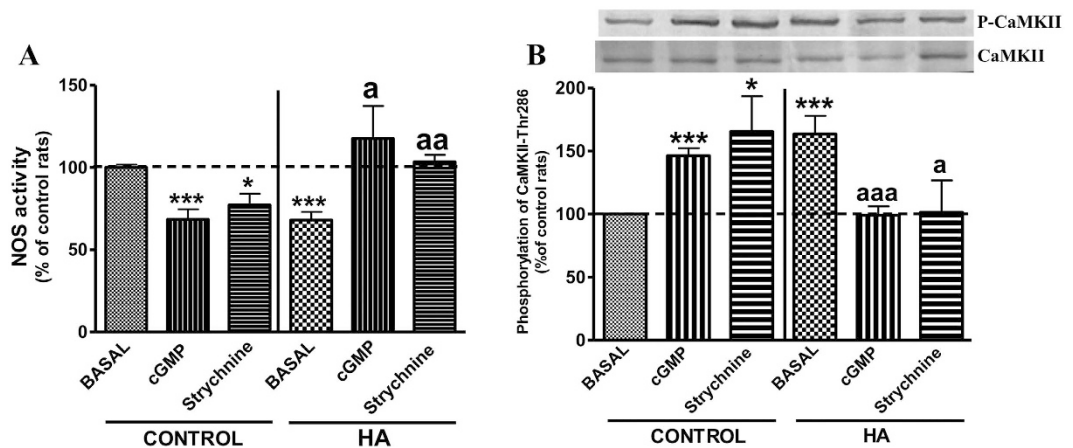 A
NOS activity
(% of control rats)
150
100
50
0
***
*
***
a
aa
BASAL
cGMP
Strychnine
BASAL
cGMP
Strychnine
CONTROL
HA
P-CaMKII
CaMKII
B
Phosphorylation of CaMKII-Thr286
(%of control rats)
200
150
100
50
0
***
*
***
aaa
a
BASAL
cGMP
Strychnine
BASAL
cGMP
Strychnine
CONTROL
HA